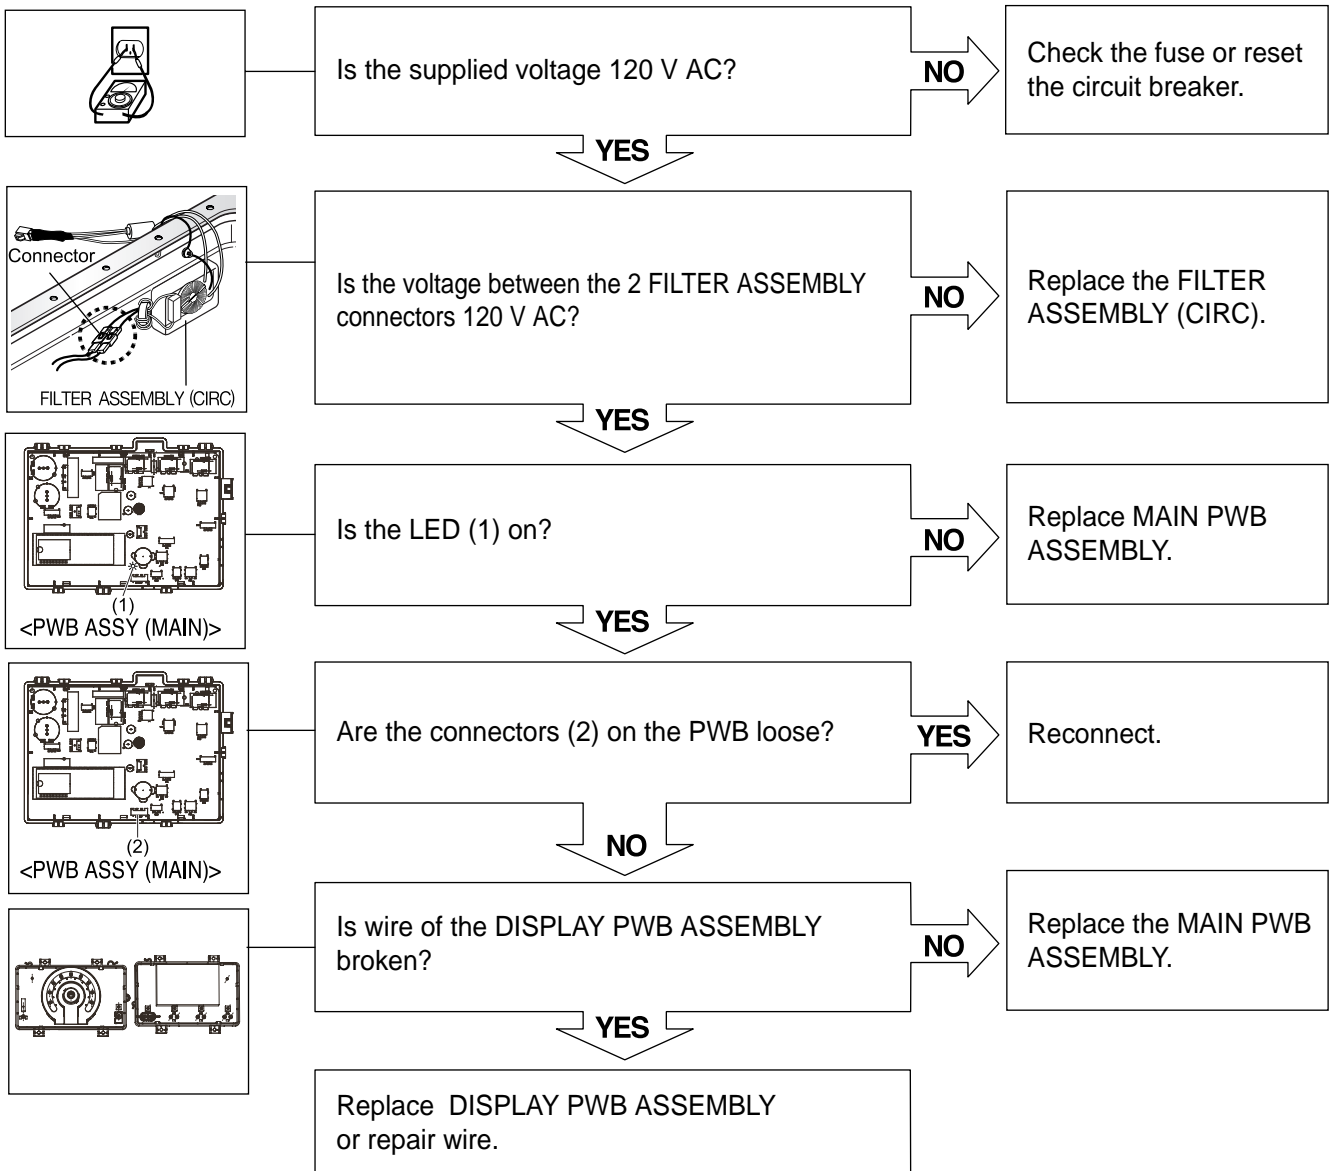 Is the supplied voltage 120 V AC?
NO
Check the fuse or reset
the circuit breaker.
YES
Connector
FILTER ASSEMBLY (CIRC)
Is the voltage between the 2 FILTER ASSEMBLY
connectors 120 V AC?
NO
Replace the FILTER
ASSEMBLY (CIRC).
YES
(1)
<PWB ASSY (MAIN)>
Is the LED (1) on?
NO
Replace MAIN PWB
ASSEMBLY.
YES
(2)
<PWB ASSY (MAIN)>
Are the connectors (2) on the PWB loose?
YES
Reconnect.
NO
Is wire of the DISPLAY PWB ASSEMBLY
broken?
NO
Replace the MAIN PWB
ASSEMBLY.
YES
Replace DISPLAY PWB ASSEMBLY
or repair wire.